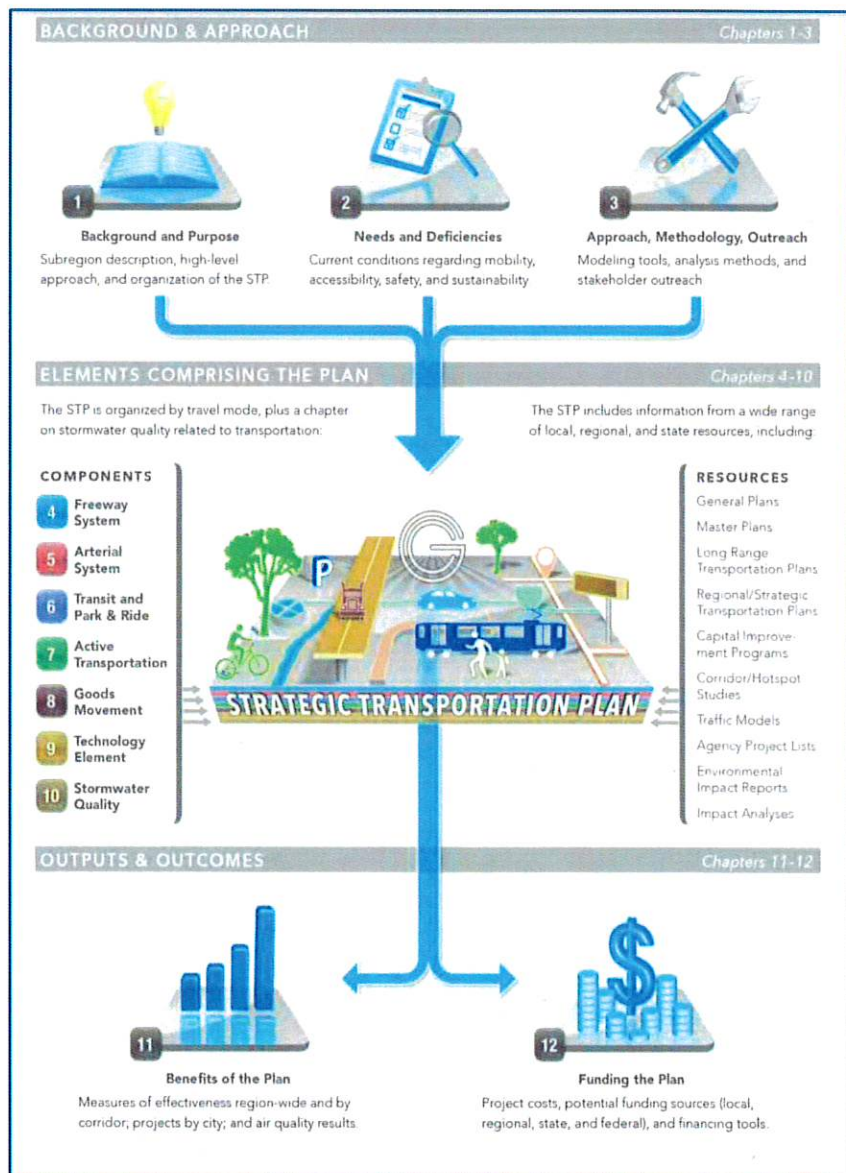 BACKGROUND & APPROACH
Chapters 1-3
1
Background and Purpose
Subregion description, high-level
approach, and organization of the STP.
2
Needs and Deficiencies
Current conditions regarding mobility,
accessibility, safety, and sustainability
3
Approach, Methodology, Outreach
Modeling tools, analysis methods, and
stakeholder outreach
ELEMENTS COMPRISING THE PLAN
Chapters 4-10
The STP is organized by travel mode, plus a chapter
on stormwater quality related to transportation:
The STP includes information from a wide range
of local, regional, and state resources, including:
COMPONENTS
4 Freeway
System
5 Arterial
System
6 Transit and
Park & Ride
7 Active
Transportation
8 Goods
Movement
9 Technology
Element
10 Stormwater
Quality
P
G
STRATEGIC TRANSPORTATION PLAN
RESOURCES
General Plans
Master Plans
Long Range
Transportation Plans
Regional/Strategic
Transportation Plans
Capital Improve-
ment Programs
Corridor/Hotspot
Studies
Traffic Models
Agency Project Lists
Environmental
Impact Reports
Impact Analyses
OUTPUTS & OUTCOMES
Chapters 11-12
11
Benefits of the Plan
Measures of effectiveness region-wide and by
corridor; projects by city; and air quality results.
$
12
Funding the Plan
Project costs, potential funding sources (local,
regional, state, and federal), and financing tools.